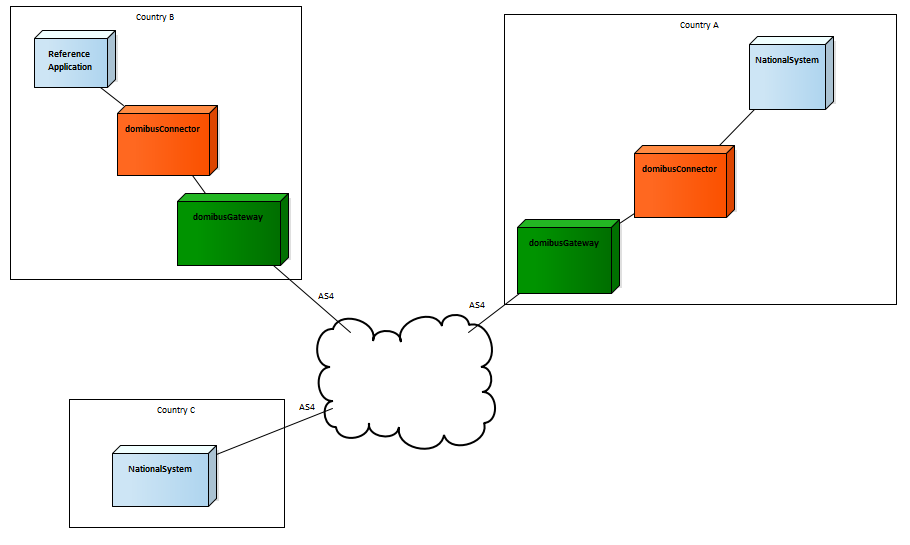 Country B
Reference
Application
domibusConnector
domibusGateway
AS4
Country A
NationalSystem
domibusConnector
domibusGateway
AS4
Country C
NationalSystem
AS4